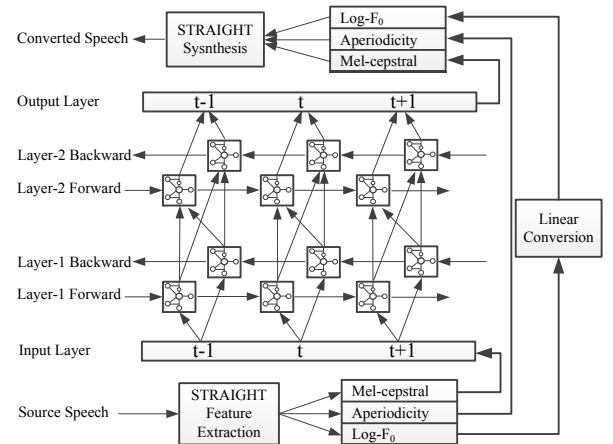 Log-F0
Converted Speech
STRAIGHT
Sysnthesis
Aperiodicity
Mel-cepstral
Output Layer
t-1 t t+1
Layer-2 Backward
Layer-2 Forward
Linear
Conversion
Layer-1 Backward
Layer-1 Forward
Input Layer
t-1 t t+1
Source Speech
STRAIGHT
Feature
Extraction
Mel-cepstral
Aperiodicity
Log-F0